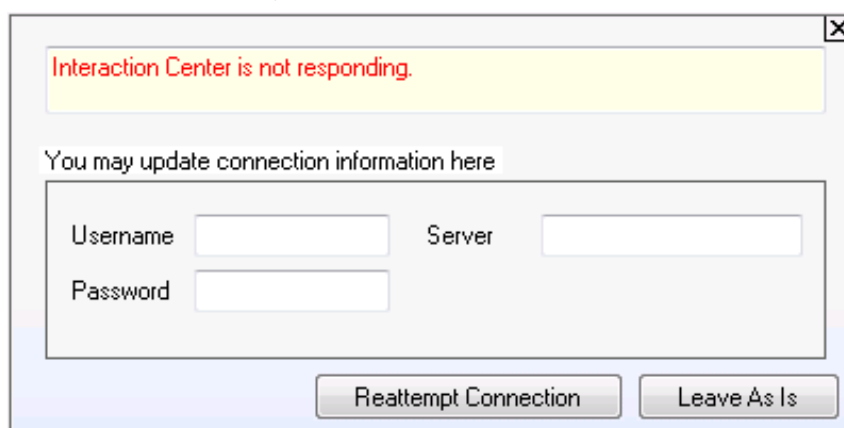 Interaction Center is not responding.
You may update connection information here
Username
Server
Password
Reattempt Connection
Leave As Is